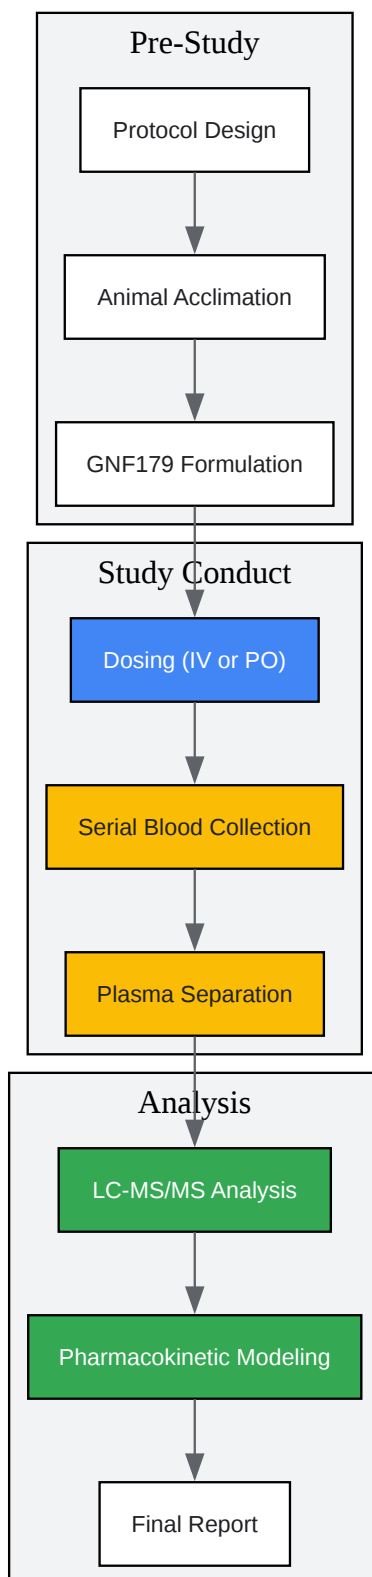 Pre-Study
Protocol Design
Animal Acclimation
GNF179 Formulation
Study Conduct
Dosing (IV or PO)
Serial Blood Collection
Plasma Separation
Analysis
LC-MS/MS Analysis
Pharmacokinetic Modeling
Final Report